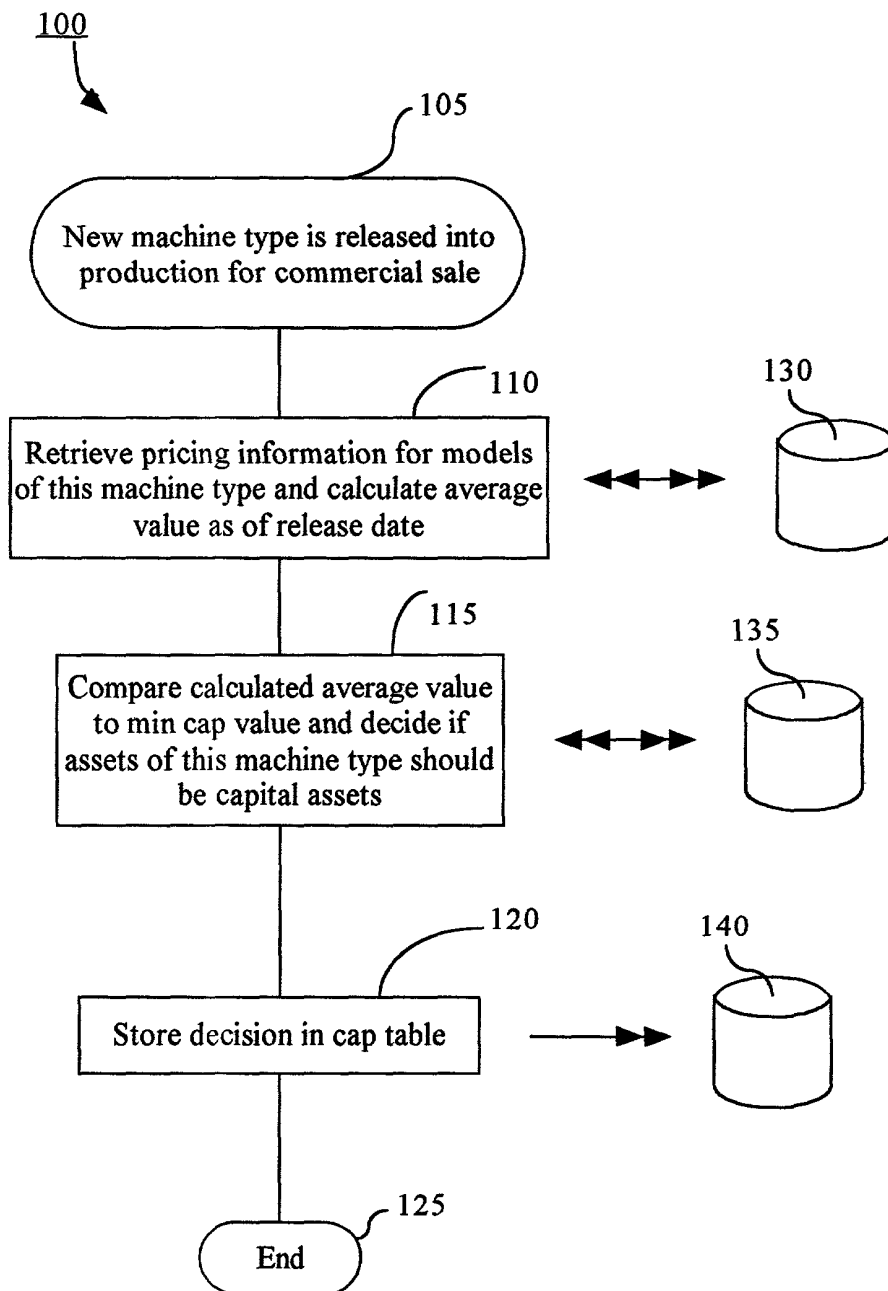 100
105
New machine type is released into
production for commercial sale
110
130
Retrieve pricing information for models
of this machine type and calculate average
value as of release date
115
135
Compare calculated average value
to min cap value and decide if
assets of this machine type should
be capital assets
120
140
Store decision in cap table
125
End